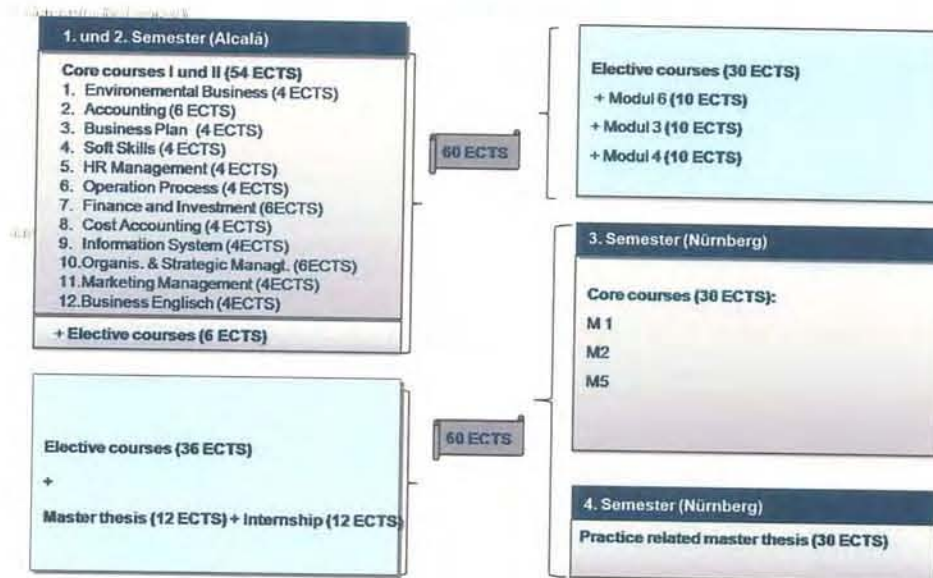 1. und 2. Semester (Alcalá)
Core courses I und II (54 ECTS)
1. Environemental Business (4 ECTS)
2. Accounting (6 ECTS)
3. Business Plan (4 ECTS)
4. Soft Skills (4 ECTS)
5. HR Management (4 ECTS)
6. Operation Process (4 ECTS)
7. Finance and Investment (6ECTS)
8. Cost Accounting (4 ECTS)
9. Information System (4ECTS)
10.Organis. & Strategic Managt. (6ECTS)
11.Marketing Management (4ECTS)
12.Business Englisch (4ECTS)
+ Elective courses (6 ECTS)
60 ECTS
Elective courses (30 ECTS)
+ Modul 6 (10 ECTS)
+ Modul 3 (10 ECTS)
+ Modul 4 (10 ECTS)
Elective courses (36 ECTS)
+
Master thesis (12 ECTS) + Internship (12 ECTS)
60 ECTS
3. Semester (Nürnberg)
Core courses (30 ECTS):
M 1
M2
M5
4. Semester (Nürnberg)
Practice related master thesis (30 ECTS)